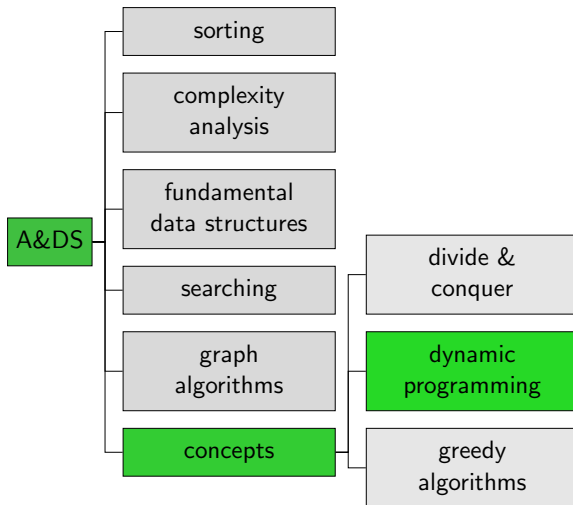 sorting
complexity
analysis
fundamental
data structures
A&DS
searching
graph
algorithms
concepts
divide &
conquer
dynamic
programming
greedy
algorithms